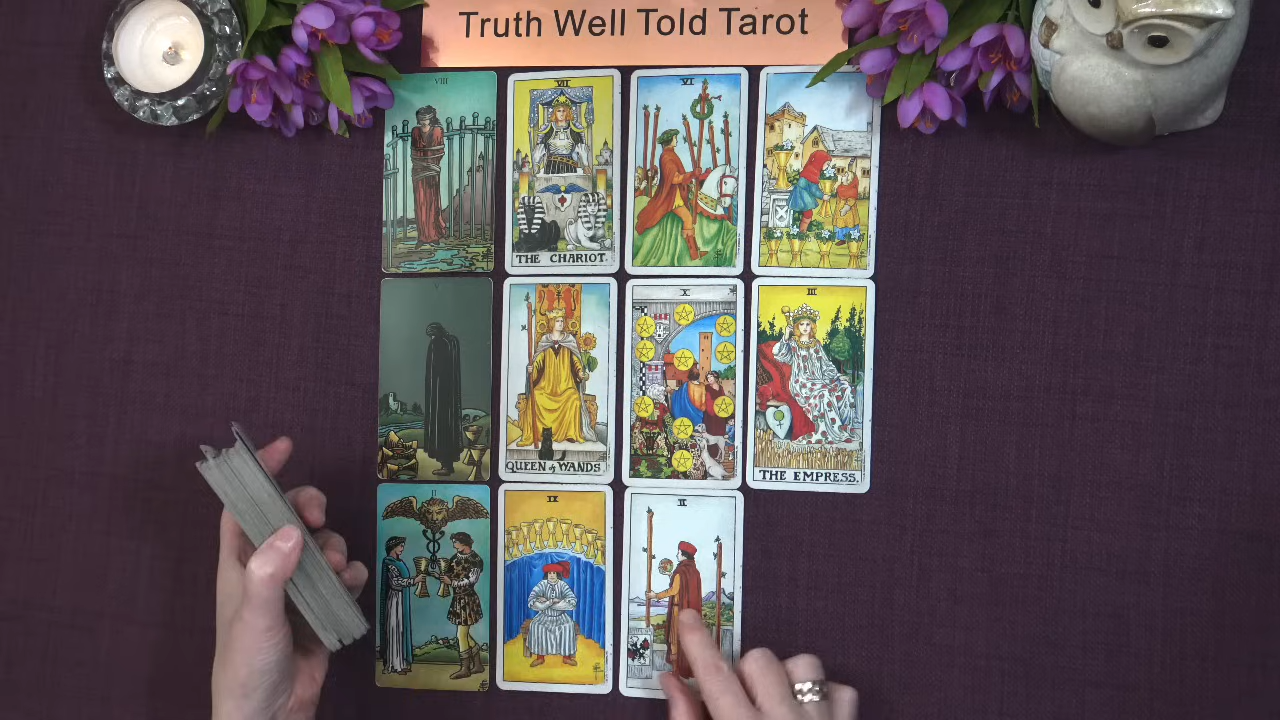 Truth Well Told Tarot
VIII
VII
VI
THE CHARIOT.
V
X
III
QUEEN of WANDS
THE EMPRESS.
II
IX
II